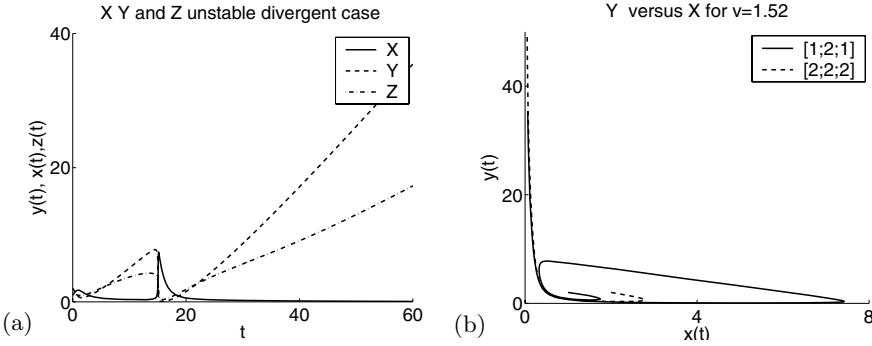 X Y and Z unstable divergent case
40
20
0
0
20
40
60
y(t), x(t),z(t)
t
X
Y
Z
(a)
Y versus X for v=1.52
40
20
0
0
4
8
y(t)
x(t)
[1;2;1]
[2;2;2]
(b)